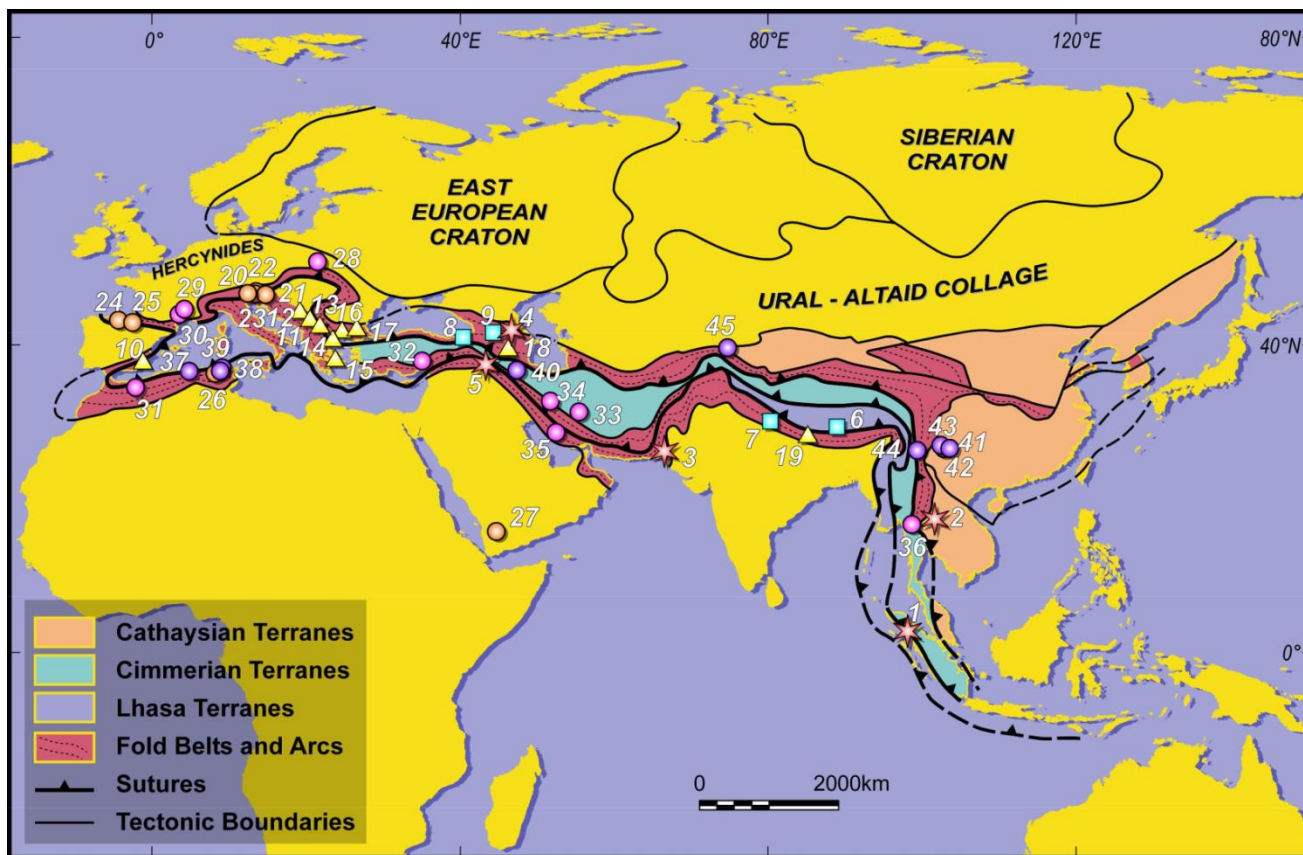 0° 40°E 80°E 120°E 80°N
SIBERIAN
CRATON
EAST
EUROPEAN
CRATON
HERCYNIDES
URAL - ALTAID COLLAGE
28
20 22
29
24 25
21
13
23 12
16
30
17
11
9
4
8
45
40°N
10
14
18
37
39
15
32
38
40
5
31
26
34
33
43
41
6
7
35
44
42
3
19
27
2
36
1
0°
Cathaysian Terranes
Cimmerian Terranes
Lhasa Terranes
Fold Belts and Arcs
Sutures
Tectonic Boundaries
0 2000km